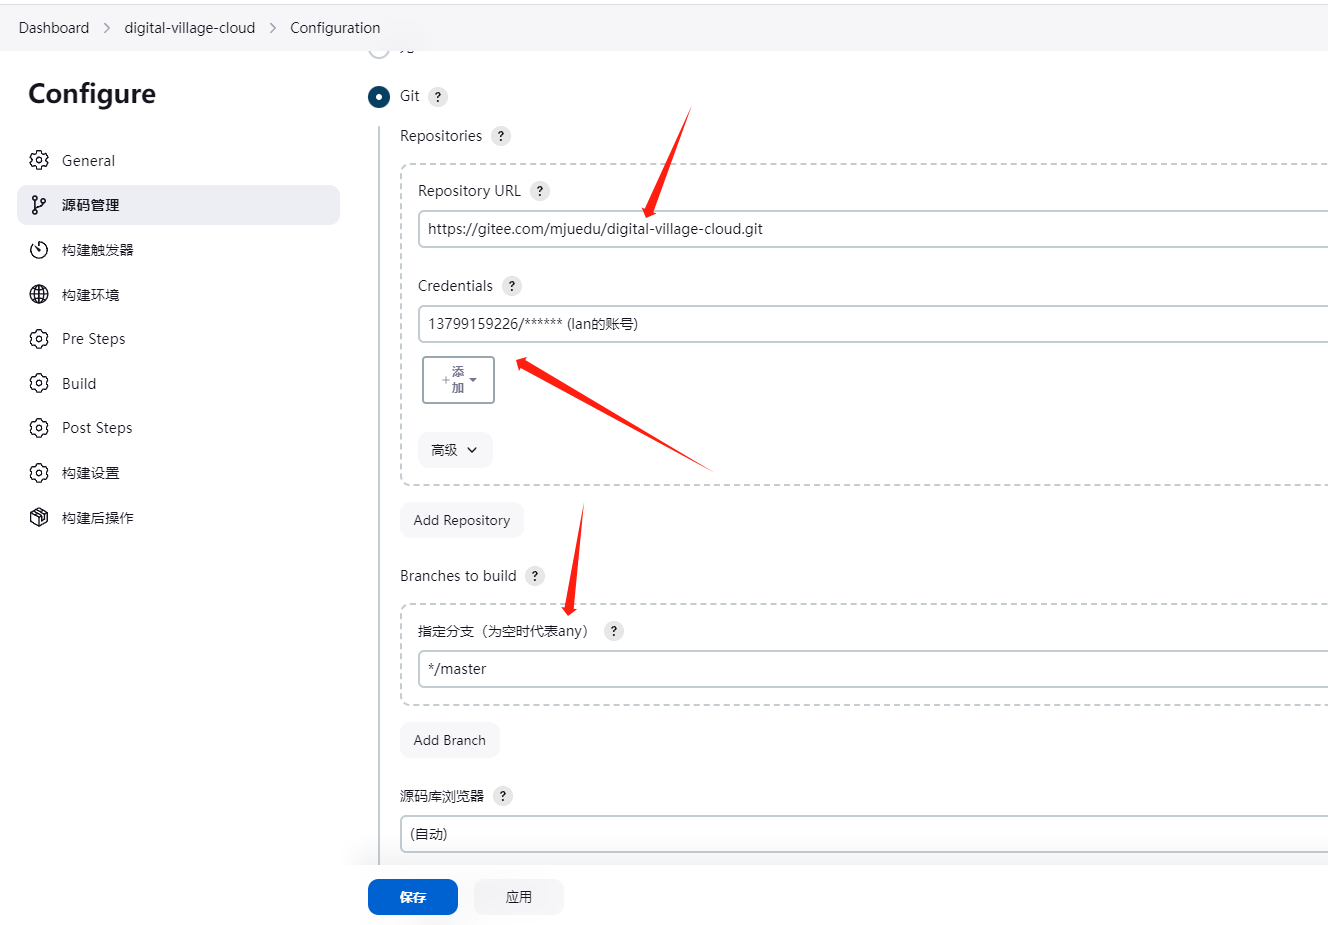 Dashboard > digital-village-cloud > Configuration
Configure
General
源码管理
构建触发器
构建环境
Pre Steps
Build
Post Steps
构建设置
构建后操作
Git ?
Repositories ?
Repository URL ?
https://gitee.com/mjuedu/digital-village-cloud.git
Credentials ?
13799159226/****** (lan的账号)
+添
加
高级
Add Repository
Branches to build ?
指定分支（为空时代表any） ?
*/master
Add Branch
源码库浏览器 ?
(自动)
保存
应用